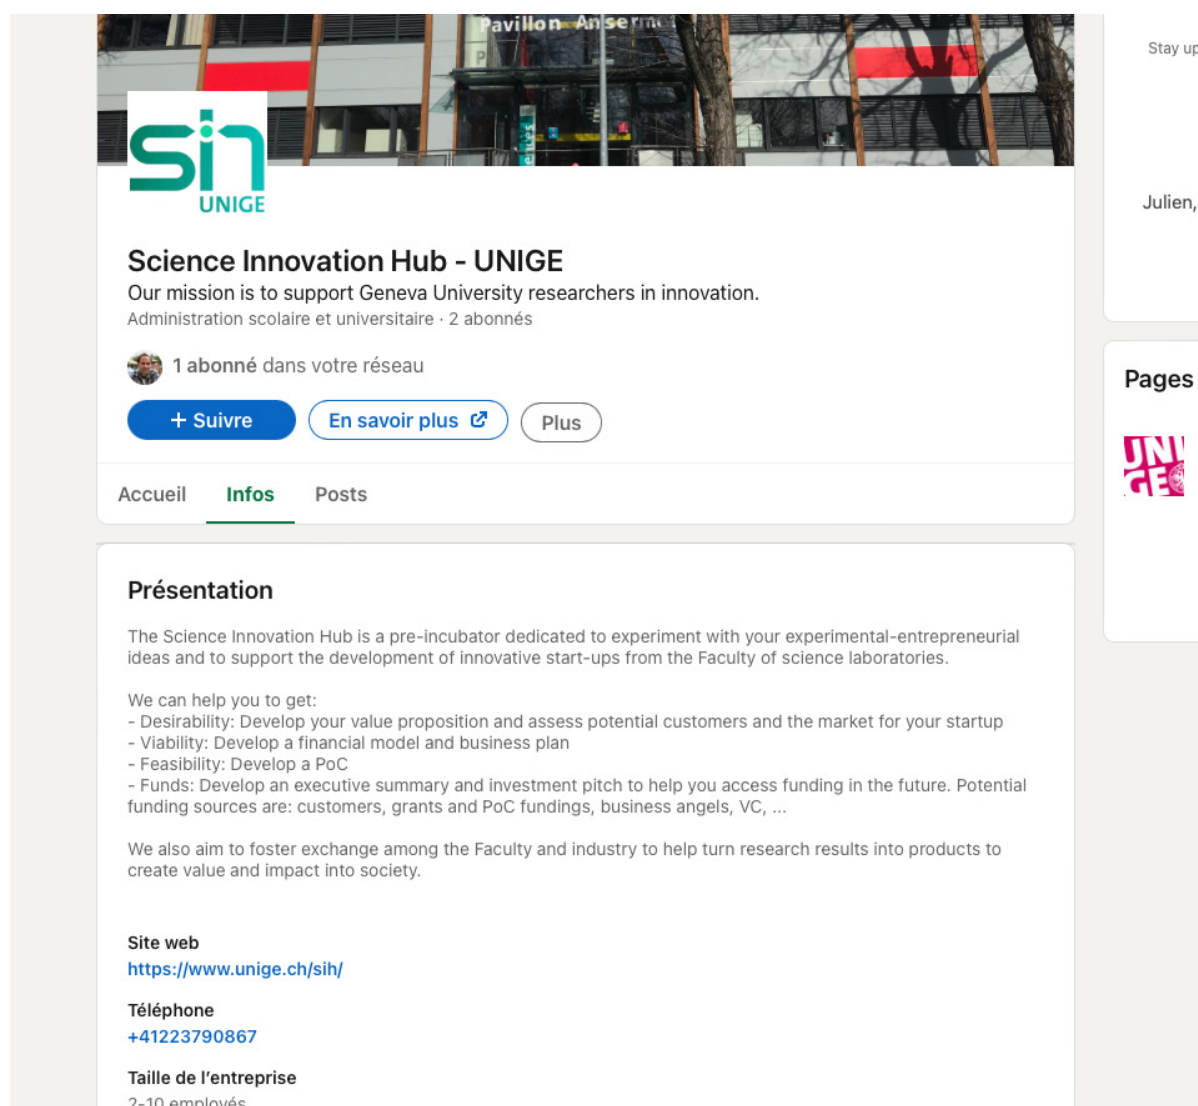 Pavillon Ansermet
sciences
sin
UNIGE
Science Innovation Hub - UNIGE
Our mission is to support Geneva University researchers in innovation.
Administration scolaire et universitaire · 2 abonnés
1 abonné dans votre réseau
+ Suivre
En savoir plus
Plus
Accueil
Infos
Posts
Présentation
The Science Innovation Hub is a pre-incubator dedicated to experiment with your experimental-entrepreneurial
ideas and to support the development of innovative start-ups from the Faculty of science laboratories.
We can help you to get:
- Desirability: Develop your value proposition and assess potential customers and the market for your startup
- Viability: Develop a financial model and business plan
- Feasibility: Develop a PoC
- Funds: Develop an executive summary and investment pitch to help you access funding in the future. Potential
funding sources are: customers, grants and PoC fundings, business angels, VC, ...
We also aim to foster exchange among the Faculty and industry to help turn research results into products to
create value and impact into society.
Site web
https://www.unige.ch/sih/
Téléphone
+41223790867
Taille de l'entreprise
2-10 employés
Stay up
Julien,
Pages
UNI
GE